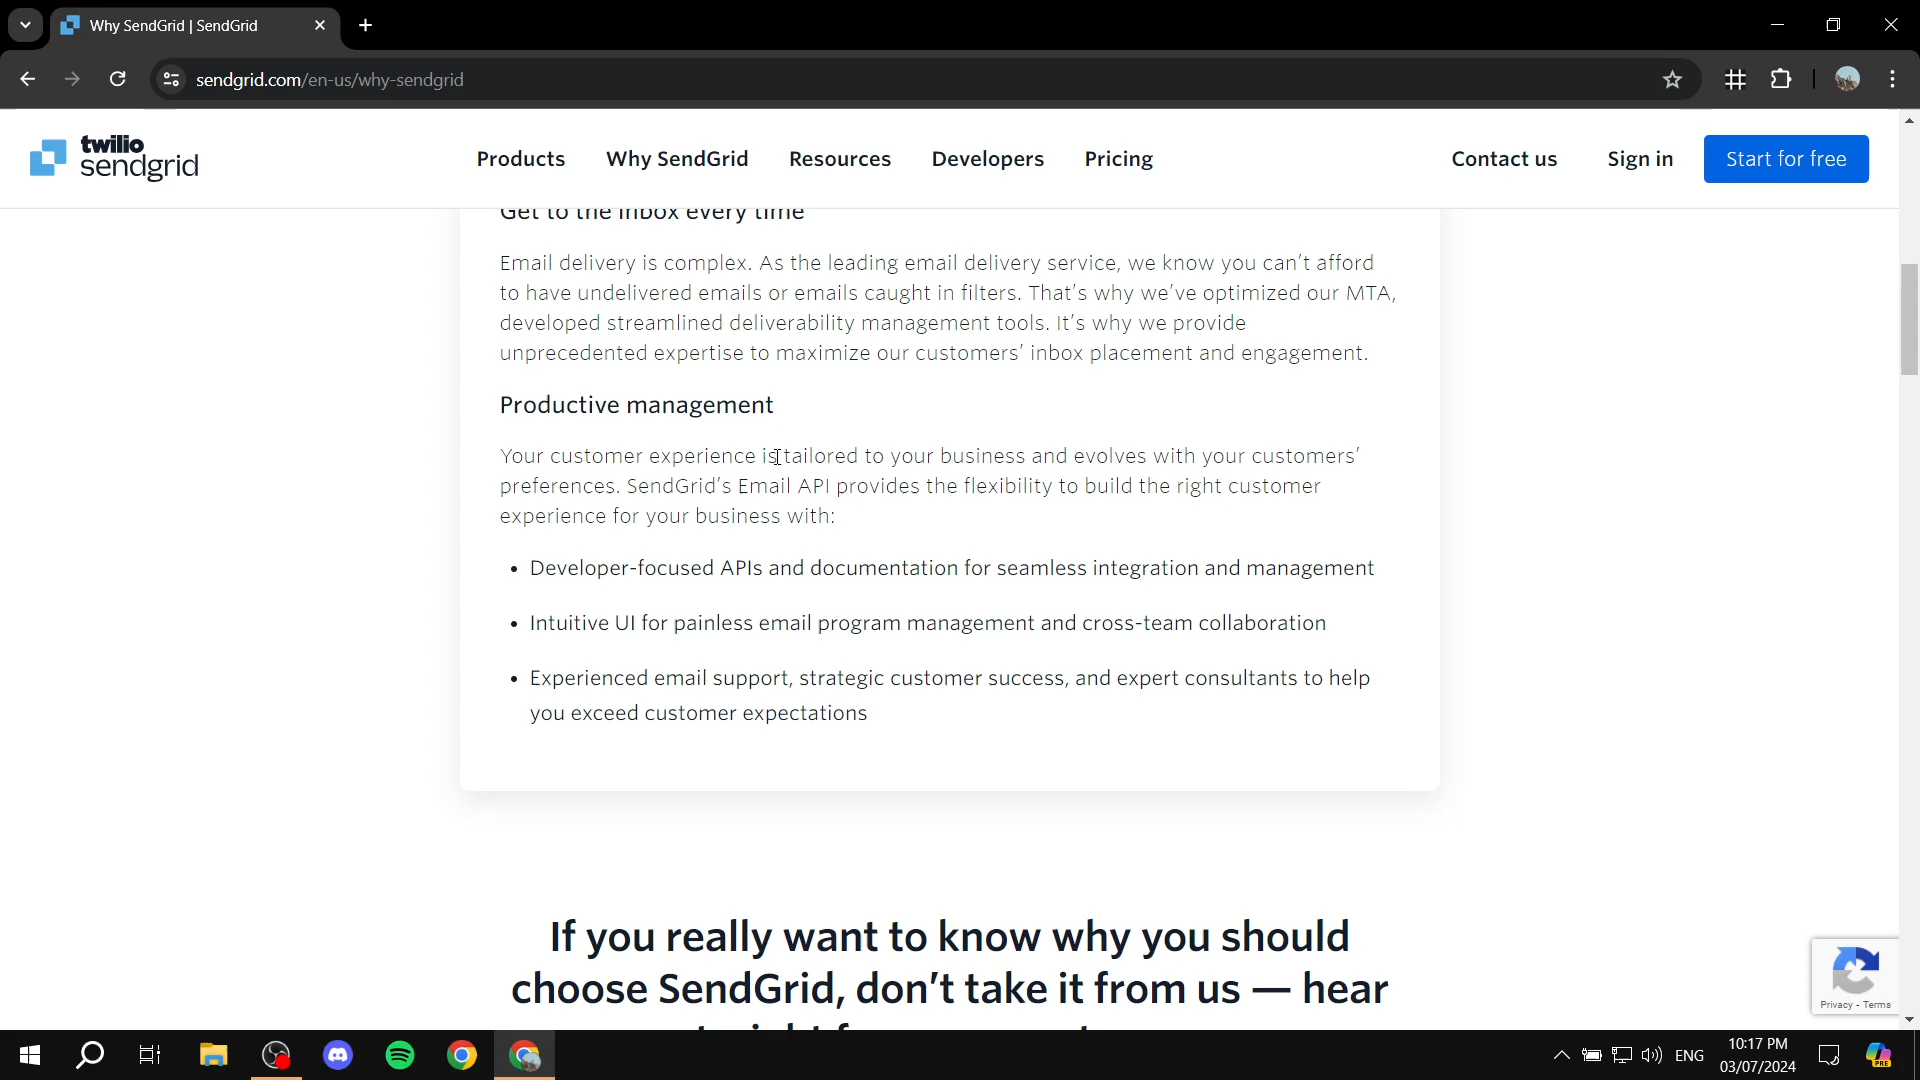 Why SendGrid | SendGrid
sendgrid.com/en-us/why-sendgrid
twilio
sendgrid
Products
Why SendGrid
Resources
Developers
Pricing
Contact us
Sign in
Start for free
Get to the inbox every time
Email delivery is complex. As the leading email delivery service, we know you can’t afford
to have undelivered emails or emails caught in filters. That’s why we’ve optimized our MTA,
developed streamlined deliverability management tools. It’s why we provide
unprecedented expertise to maximize our customers’ inbox placement and engagement.
Productive management
Your customer experience is tailored to your business and evolves with your customers’
preferences. SendGrid’s Email API provides the flexibility to build the right customer
experience for your business with:
• Developer-focused APIs and documentation for seamless integration and management
• Intuitive UI for painless email program management and cross-team collaboration
• Experienced email support, strategic customer success, and expert consultants to help
you exceed customer expectations
If you really want to know why you should
choose SendGrid, don’t take it from us — hear
Privacy - Terms
ENG
10:17 PM
03/07/2024
PRE